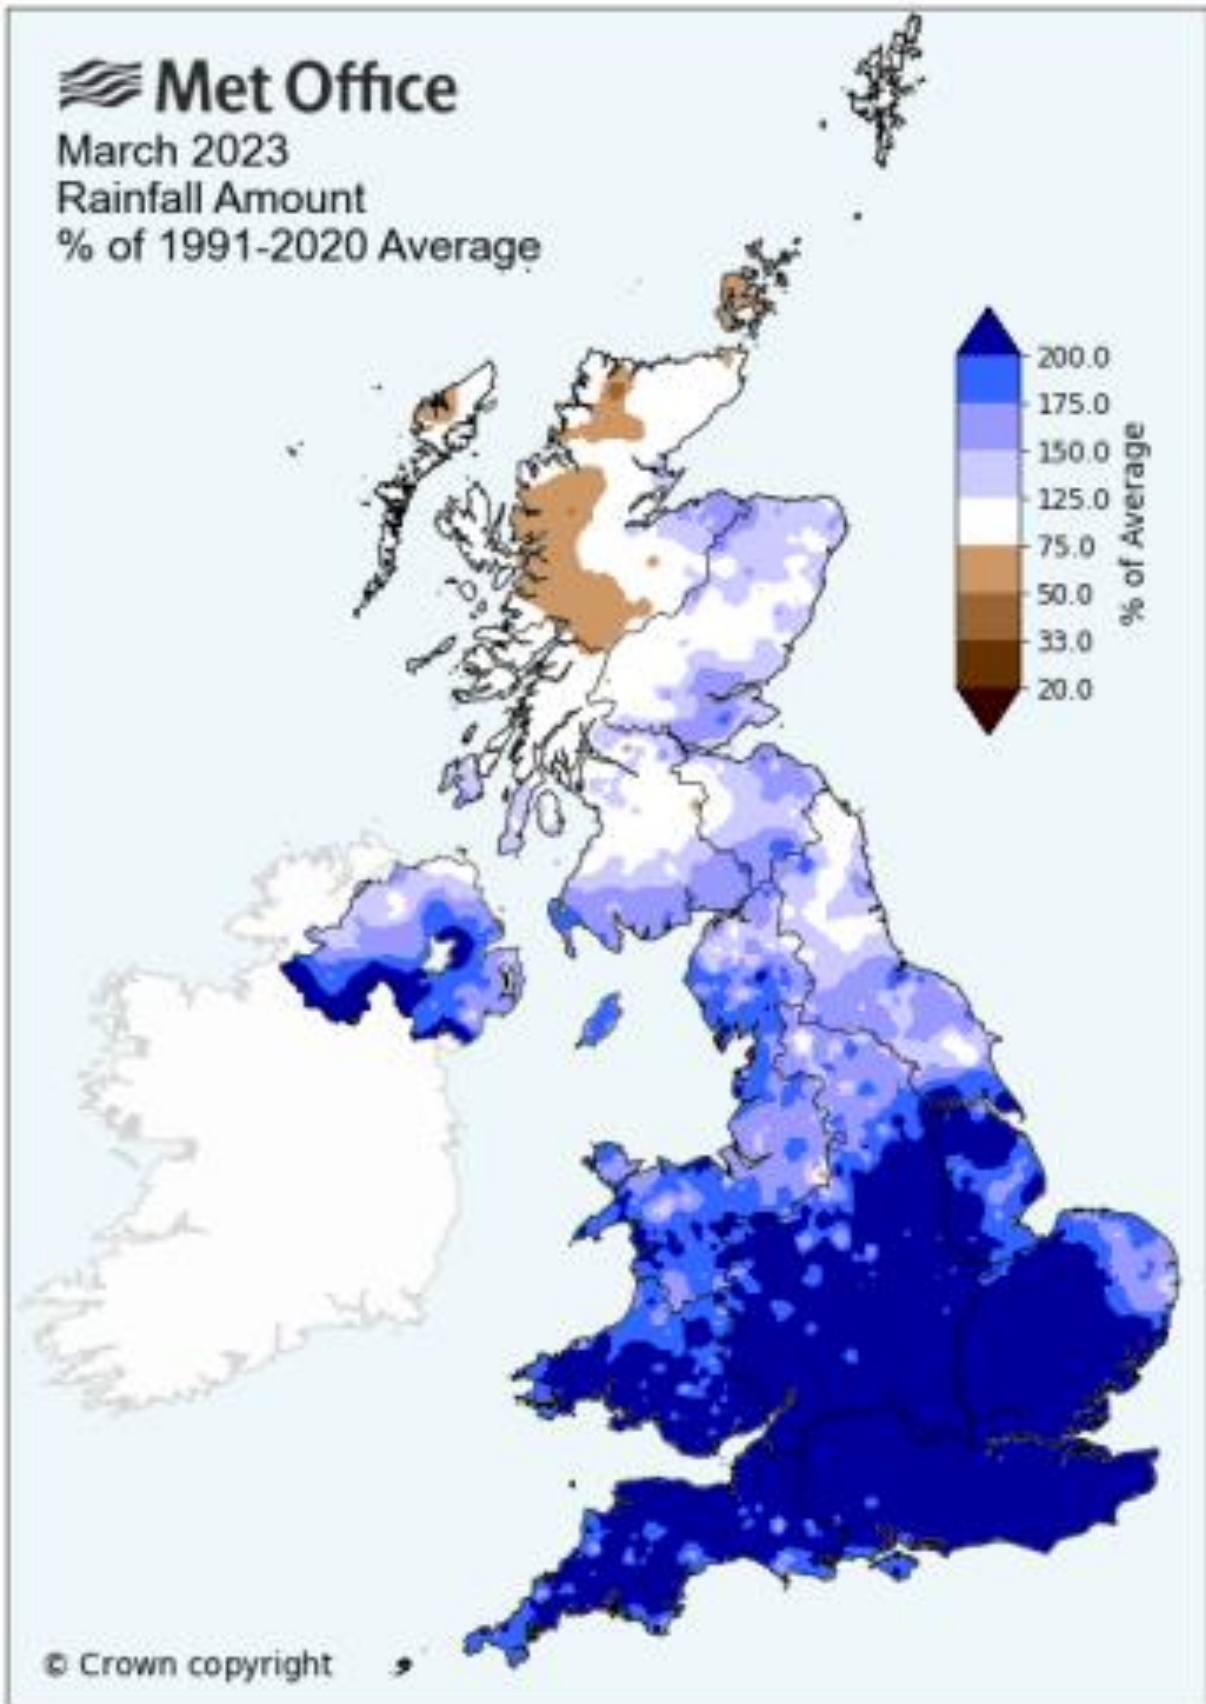 Met Office
March 2023
Rainfall Amount
% of 1991-2020 Average
200.0
175.0
150.0
125.0
75.0
50.0
33.0
20.0
% of Average
© Crown copyright